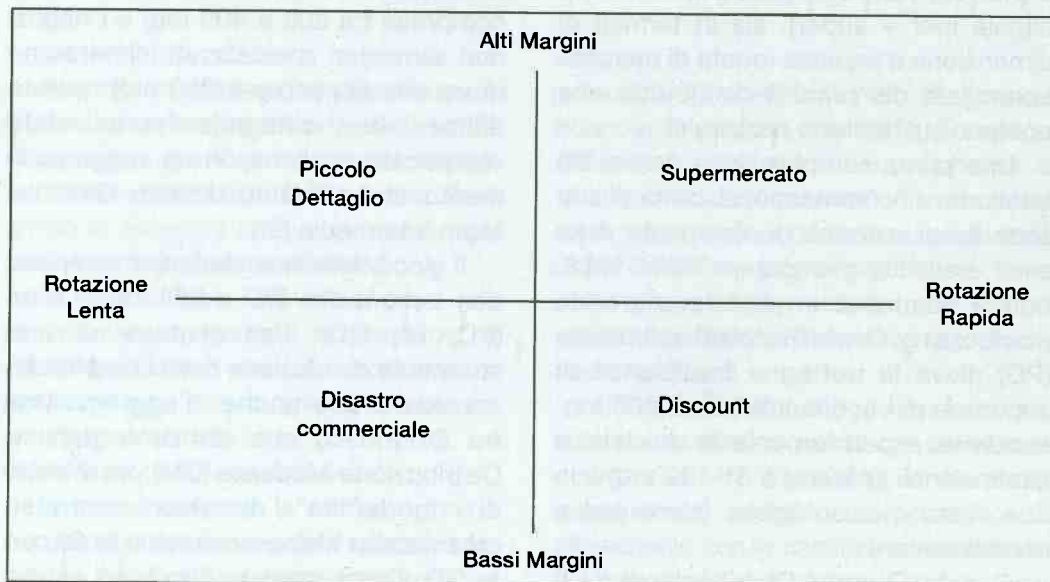 Alti Margini
Piccolo
Dettaglio
Supermercato
Rotazione
Lenta
Rotazione
Rapida
Disastro
commerciale
Discount
Bassi Margini